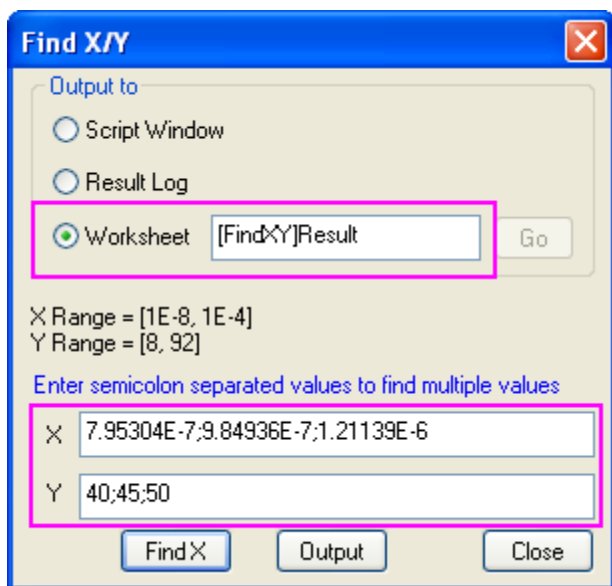 Find X/Y
Output to
Script Window
Result Log
Worksheet [FindXY]Result Go
X Range = [1E-8, 1E-4]
Y Range = [8, 92]
Enter semicolon separated values to find multiple values
X 7.95304E-7;9.84936E-7;1.21139E-6
Y 40;45;50
Find X Output Close